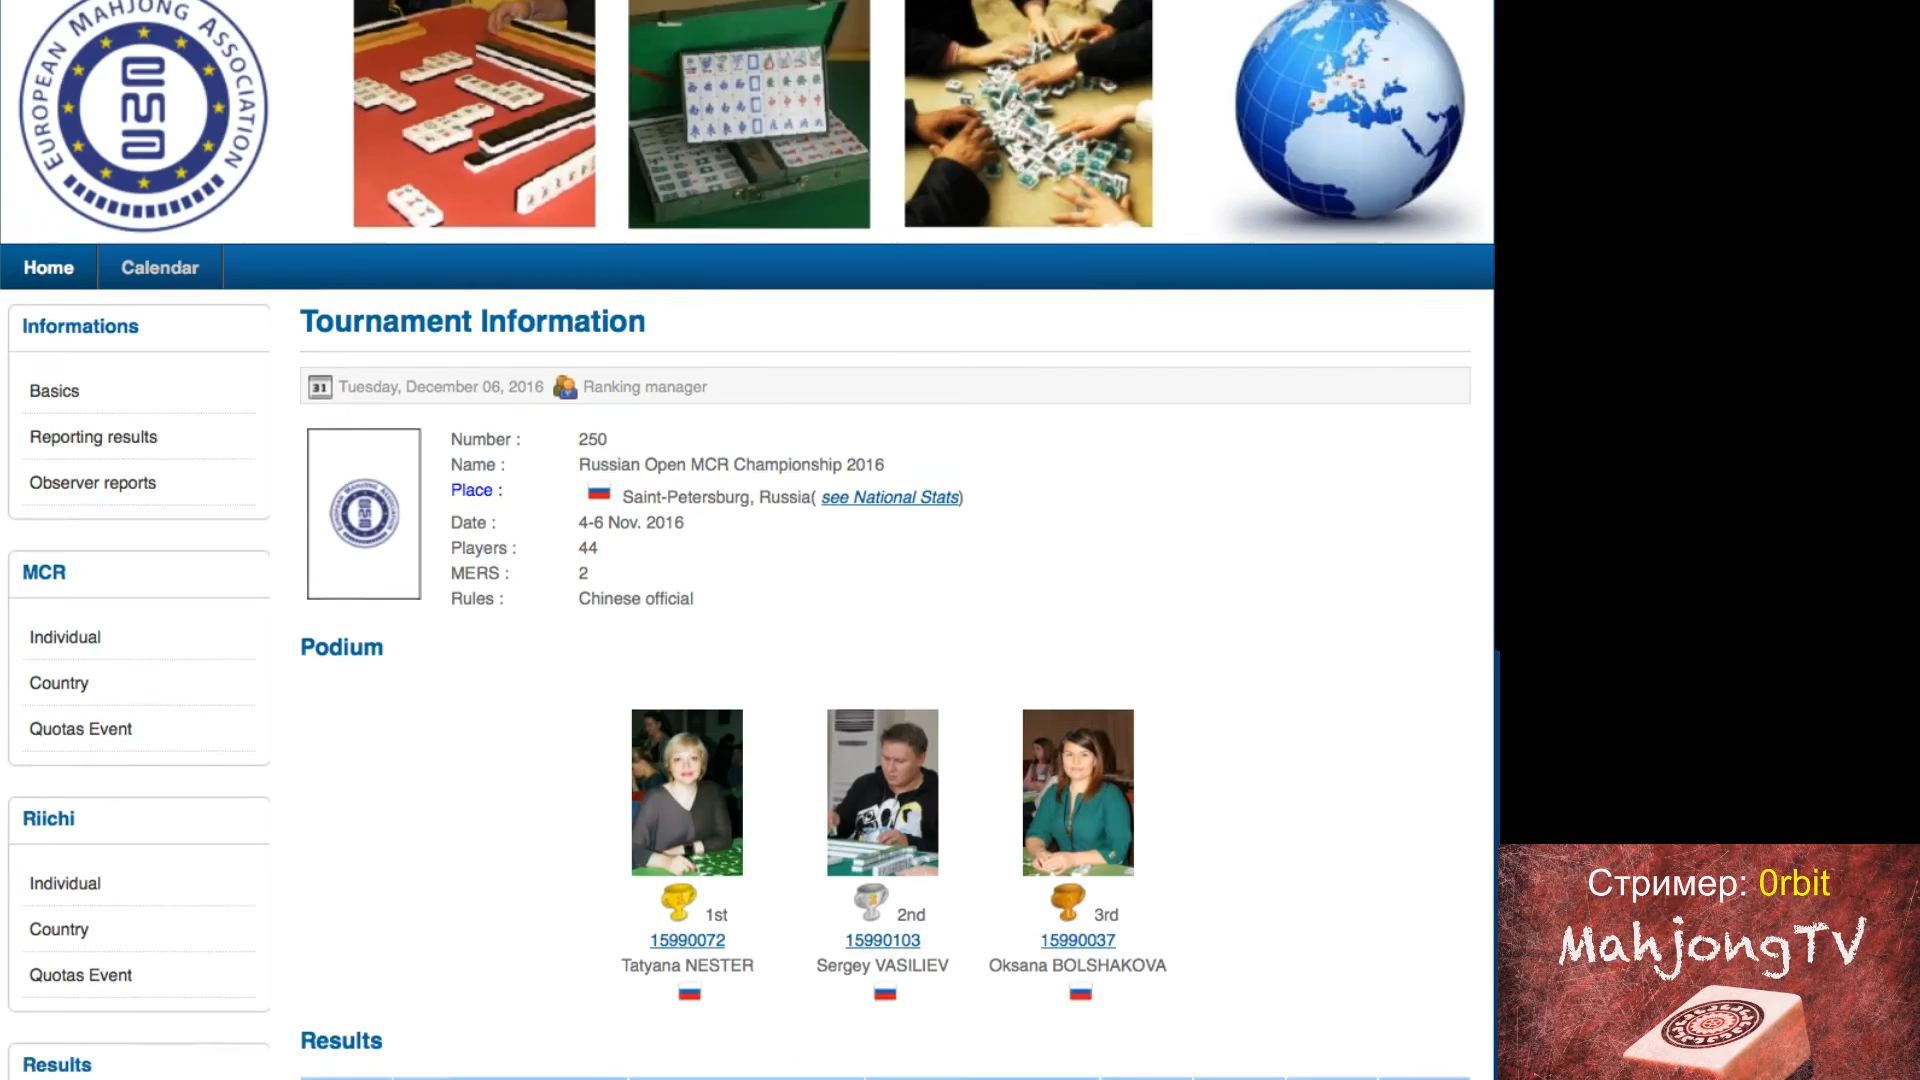 EUROPEAN MAHJONG ASSOCIATION
Home
Calendar
Informations
Basics
Reporting results
Observer reports
MCR
Individual
Country
Quotas Event
Riichi
Individual
Country
Quotas Event
Results
Tournament Information
31 Tuesday, December 06, 2016 Ranking manager
Number : 250
Name : Russian Open MCR Championship 2016
Place : Saint-Petersburg, Russia( see National Stats)
Date : 4-6 Nov. 2016
Players : 44
MERS : 2
Rules : Chinese official
Podium
1st 2nd 3rd
15990072 15990103 15990037
Tatyana NESTER Sergey VASILIEV Oksana BOLSHAKOVA
Results
Стример: 0rbit
MahjongTV